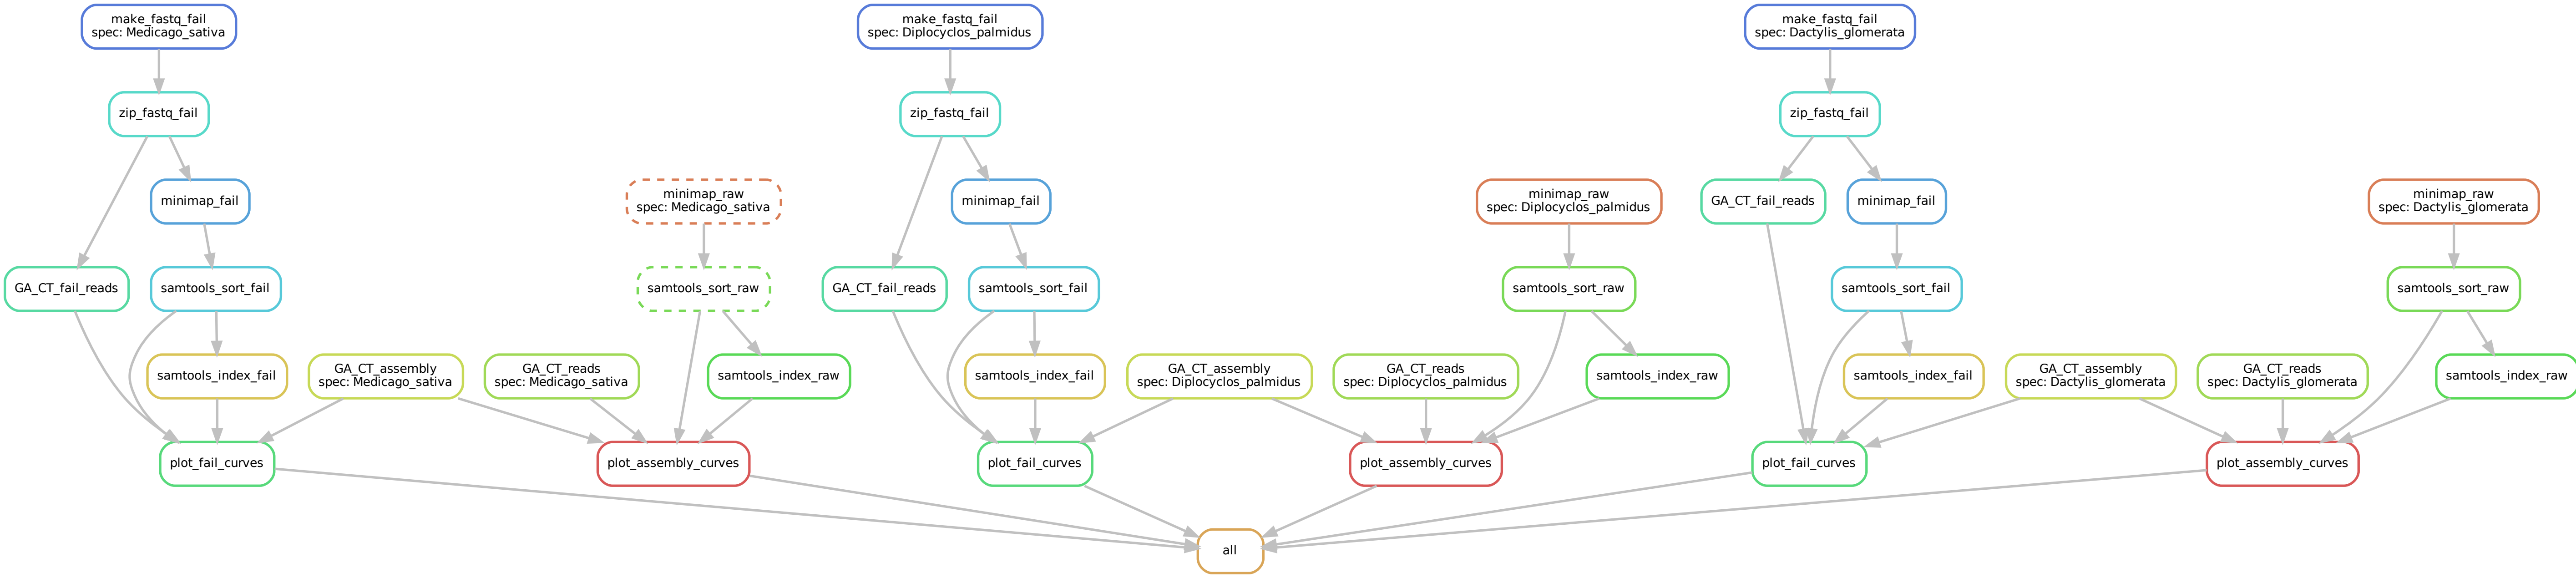 make_fastq_fail
spec: Medicago_sativa
make_fastq_fail
spec: Diplocyclos_palmidus
make_fastq_fail
spec: Dactylis_glomerata
zip_fastq_fail
zip_fastq_fail
zip_fastq_fail
minimap_fail
minimap_raw
spec: Medicago_sativa
minimap_fail
minimap_raw
spec: Diplocyclos_palmidus
GA_CT_fail_reads
minimap_fail
minimap_raw
spec: Dactylis_glomerata
GA_CT_fail_reads
samtools_sort_fail
samtools_sort_raw
GA_CT_fail_reads
samtools_sort_fail
samtools_sort_raw
samtools_sort_fail
samtools_sort_raw
samtools_index_fail
GA_CT_assembly
spec: Medicago_sativa
GA_CT_reads
spec: Medicago_sativa
samtools_index_raw
samtools_index_fail
GA_CT_assembly
spec: Diplocyclos_palmidus
GA_CT_reads
spec: Diplocyclos_palmidus
samtools_index_raw
samtools_index_fail
GA_CT_assembly
spec: Dactylis_glomerata
GA_CT_reads
spec: Dactylis_glomerata
samtools_index_raw
plot_fail_curves
plot_assembly_curves
plot_fail_curves
plot_assembly_curves
plot_fail_curves
plot_assembly_curves
all